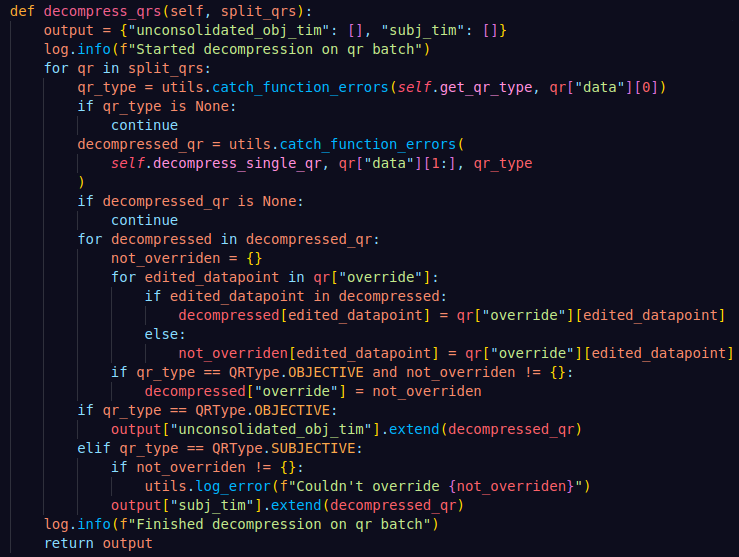 def decompress_qrs(self, split_qrs):
    output = {"unconsolidated_obj_tim": [], "subj_tim": []}
    log.info(f"Started decompression on qr batch")
    for qr in split_qrs:
        qr_type = utils.catch_function_errors(self.get_qr_type, qr["data"][0])
        if qr_type is None:
            continue
        decompressed_qr = utils.catch_function_errors(
            self.decompress_single_qr, qr["data"][1:], qr_type
        )
        if decompressed_qr is None:
            continue
        for decompressed in decompressed_qr:
            not_overriden = {}
            for edited_datapoint in qr["override"]:
                if edited_datapoint in decompressed:
                    decompressed[edited_datapoint] = qr["override"][edited_datapoint]
                else:
                    not_overriden[edited_datapoint] = qr["override"][edited_datapoint]
            if qr_type == QRType.OBJECTIVE and not_overriden != {}:
                decompressed["override"] = not_overriden
        if qr_type == QRType.OBJECTIVE:
            output["unconsolidated_obj_tim"].extend(decompressed_qr)
        elif qr_type == QRType.SUBJECTIVE:
            if not_overriden != {}:
                utils.log_error(f"Couldn't override {not_overriden}")
            output["subj_tim"].extend(decompressed_qr)
    log.info(f"Finished decompression on qr batch")
    return output